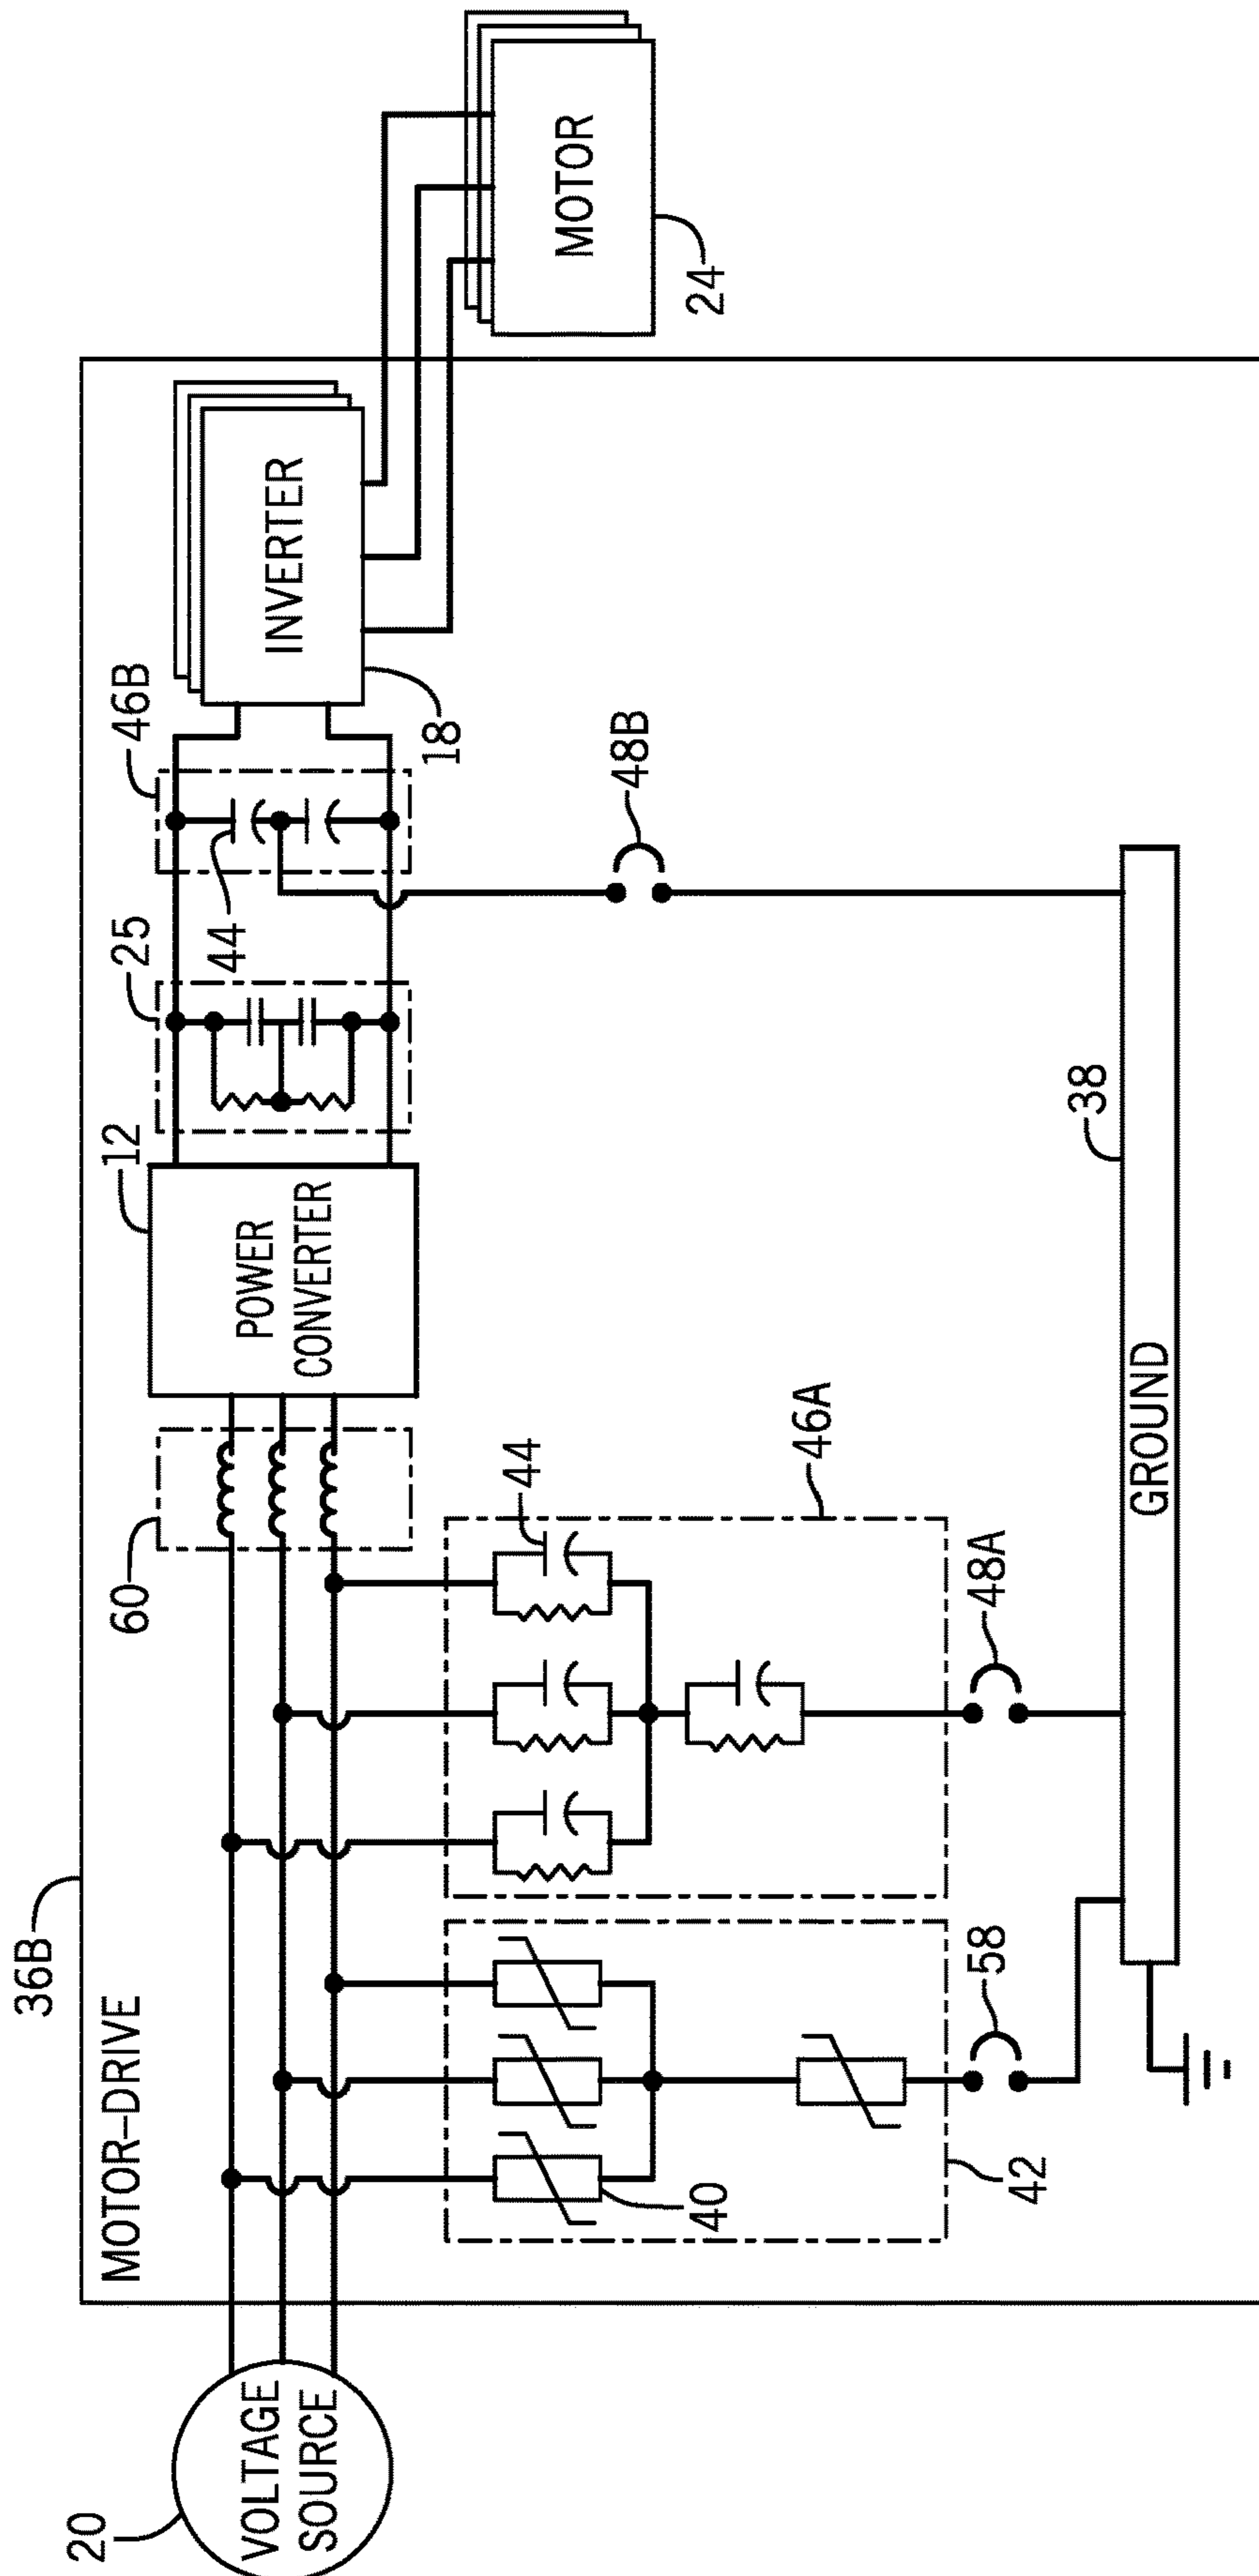 36B
MOTOR–DRIVE
20
VOLTAGE
SOURCE
60
12
POWER
CONVERTER
25
44
46B
INVERTER
18
MOTOR
24
40
42
58
44
46A
48A
48B
38
GROUND